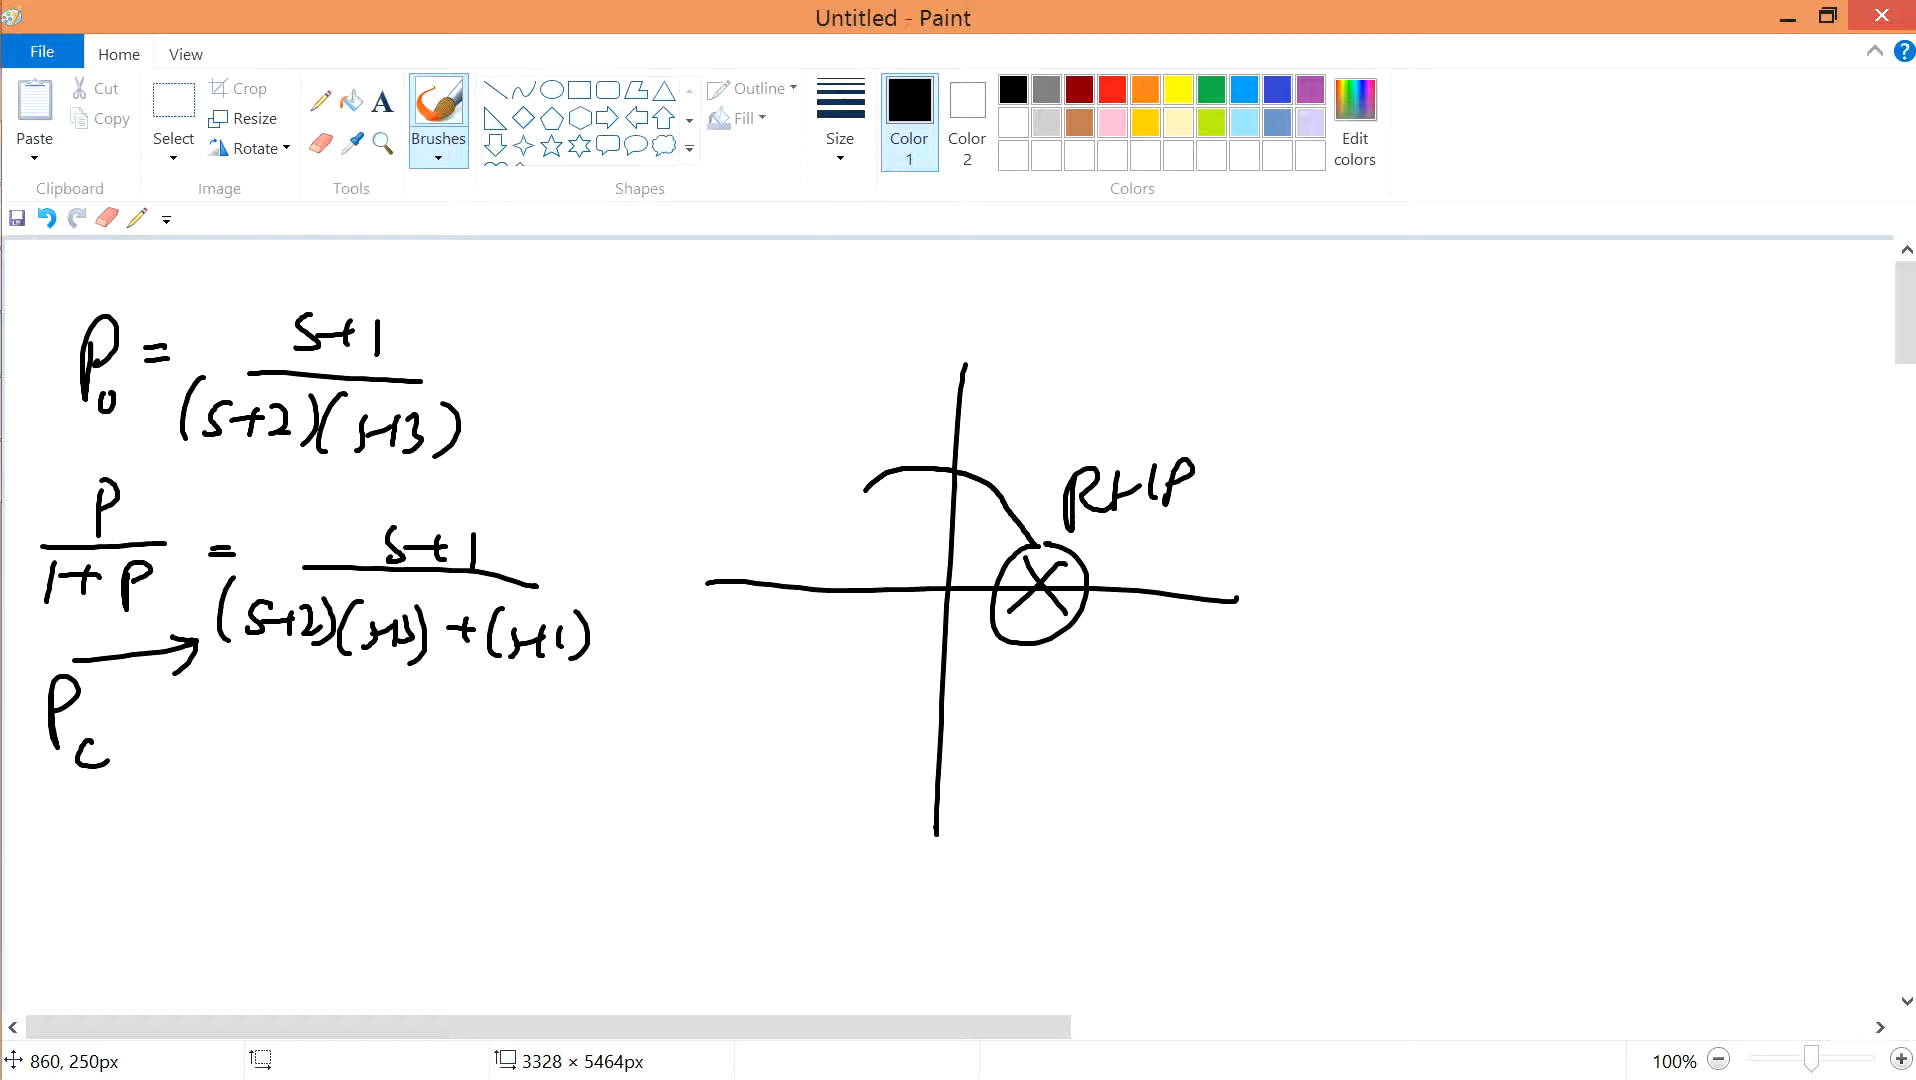 Untitled - Paint
File Home View
Paste Cut Copy Clipboard
Select Crop Resize Rotate Image
Tools
Brushes
Shapes
Outline Fill
Size
Color 1
Color 2
Edit colors
Colors
P₀ = s+1
(s+2)(s+3)
P
1+P
= s+1
(s+2)(s+3) + (s+1)
P_c
RHP
860, 250px
3328 × 5464px
100%